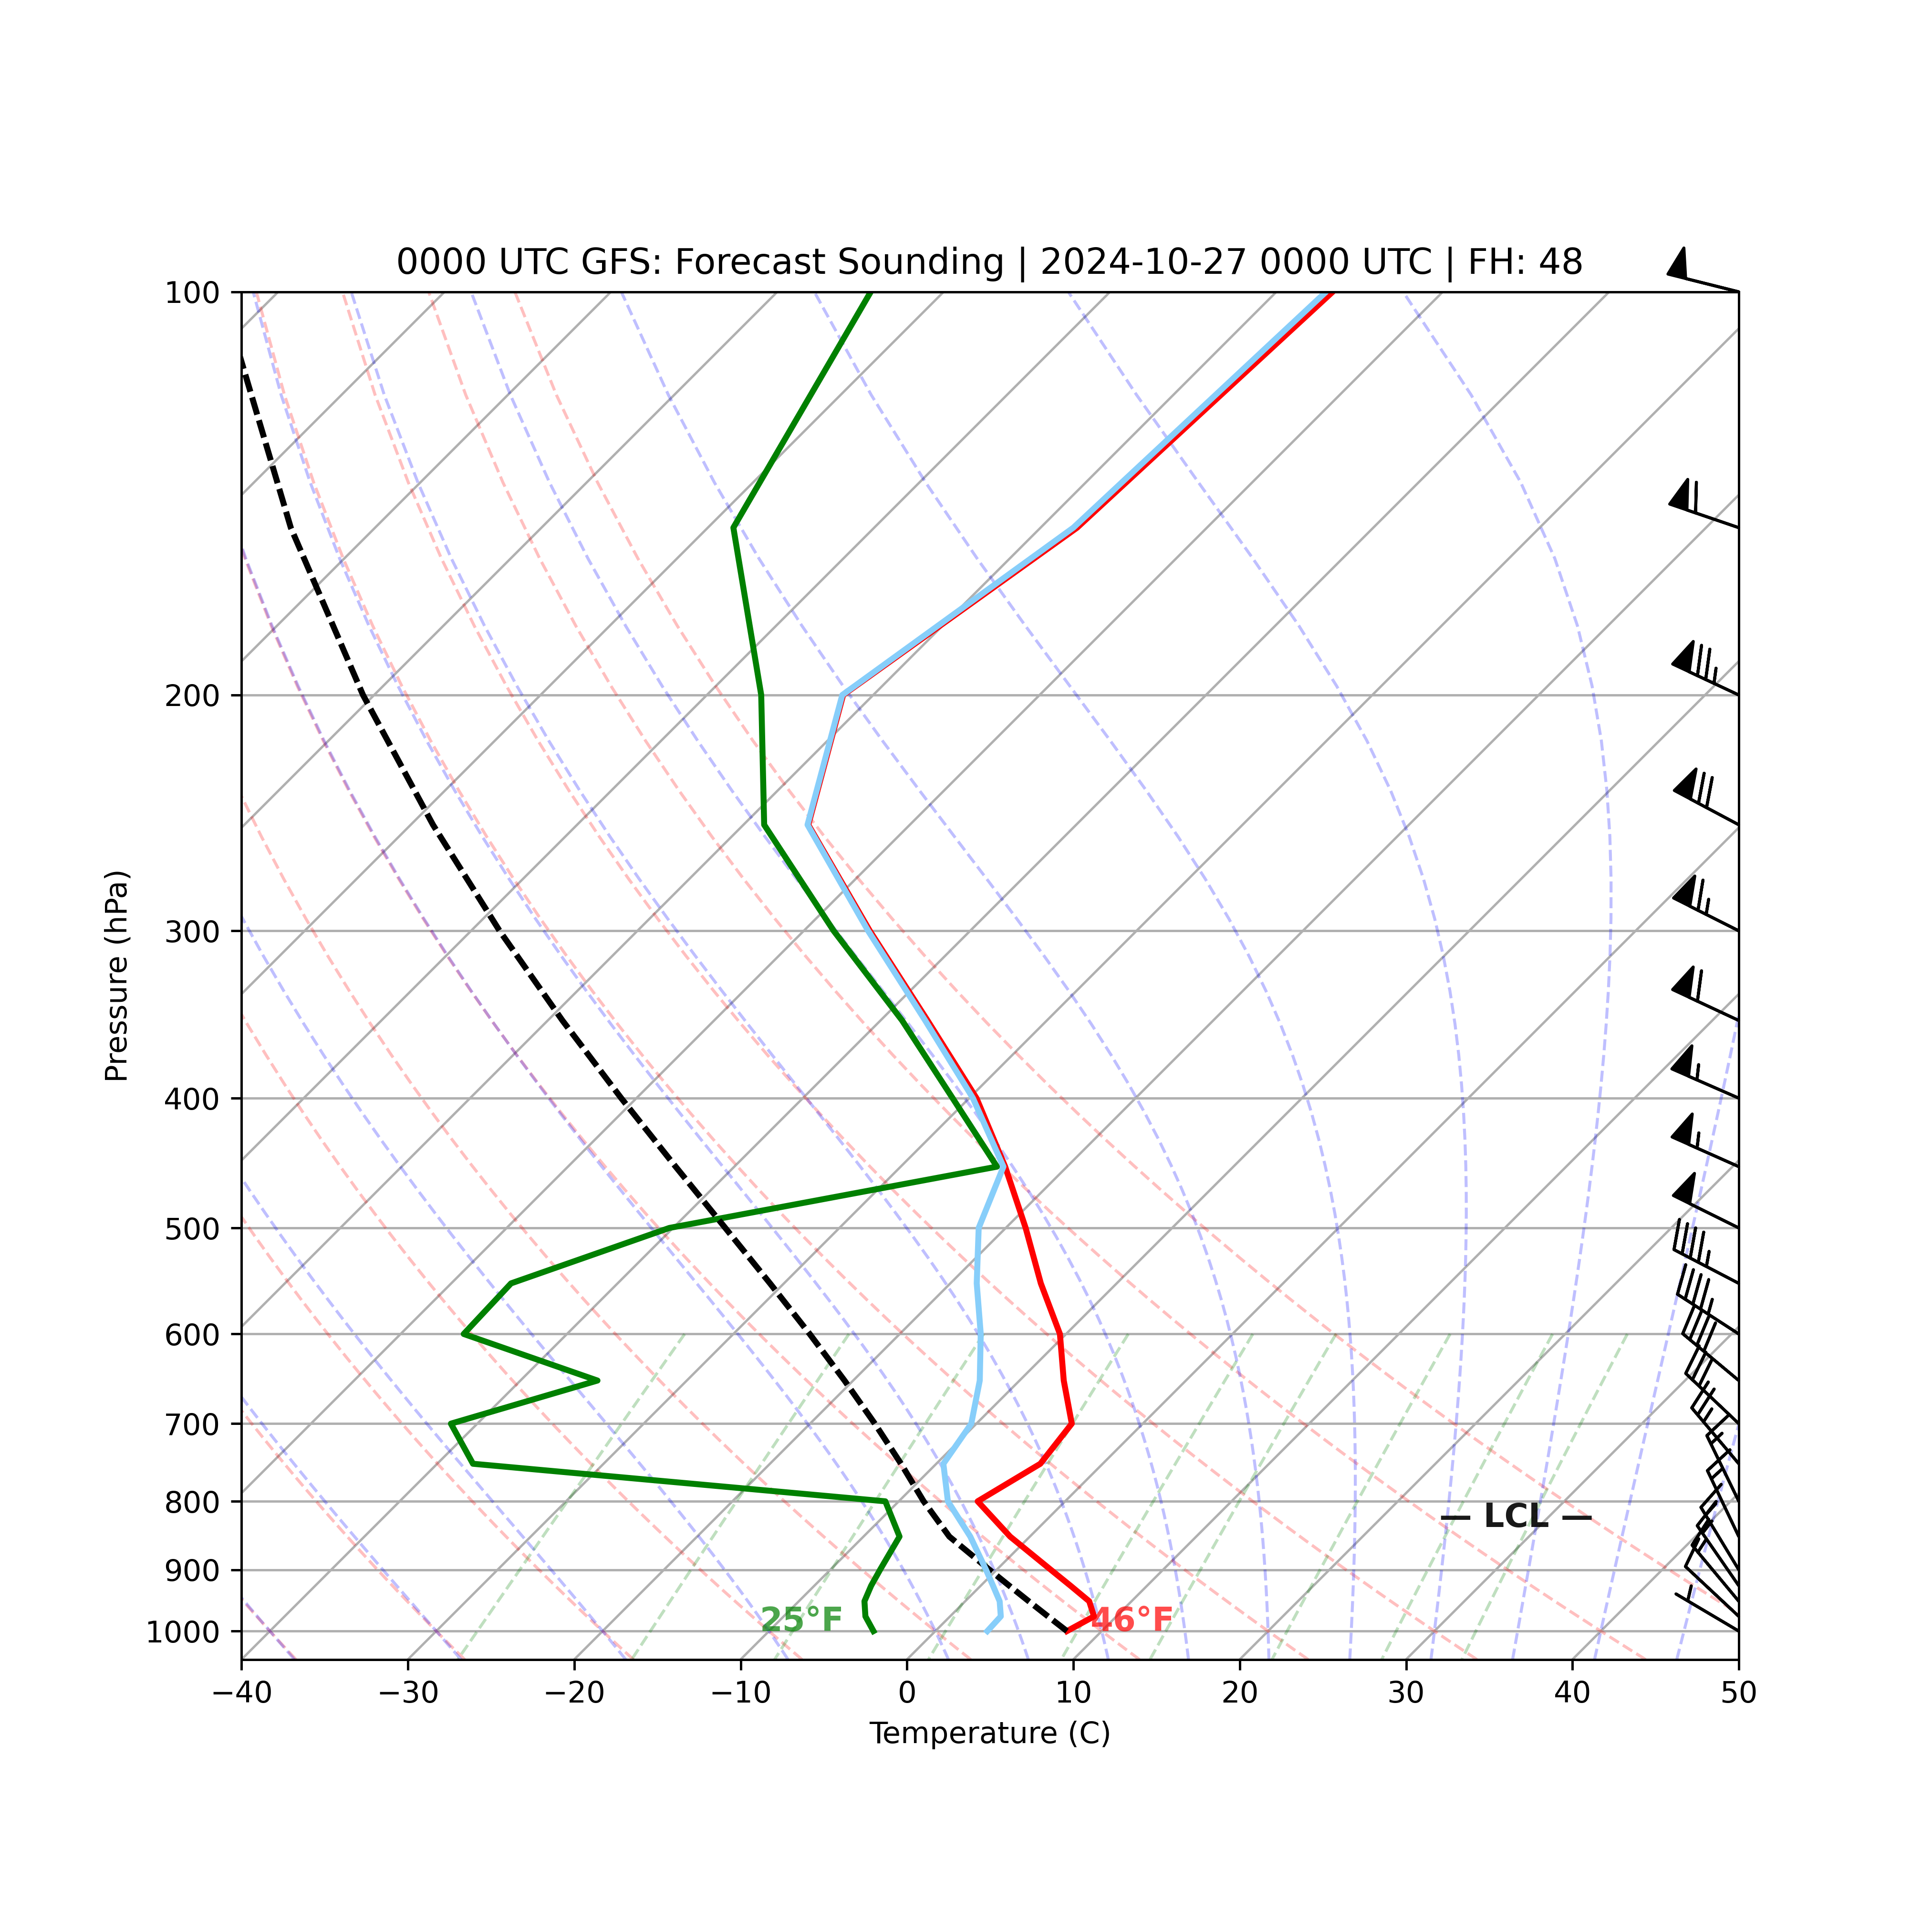 0000 UTC GFS: Forecast Sounding | 2024-10-27 0000 UTC | FH: 48
100
200
300
400
500
600
700
800
900
1000
Pressure (hPa)
— LCL —
25°F
46°F
−40 −30 −20 −10 0 10 20 30 40 50
Temperature (C)